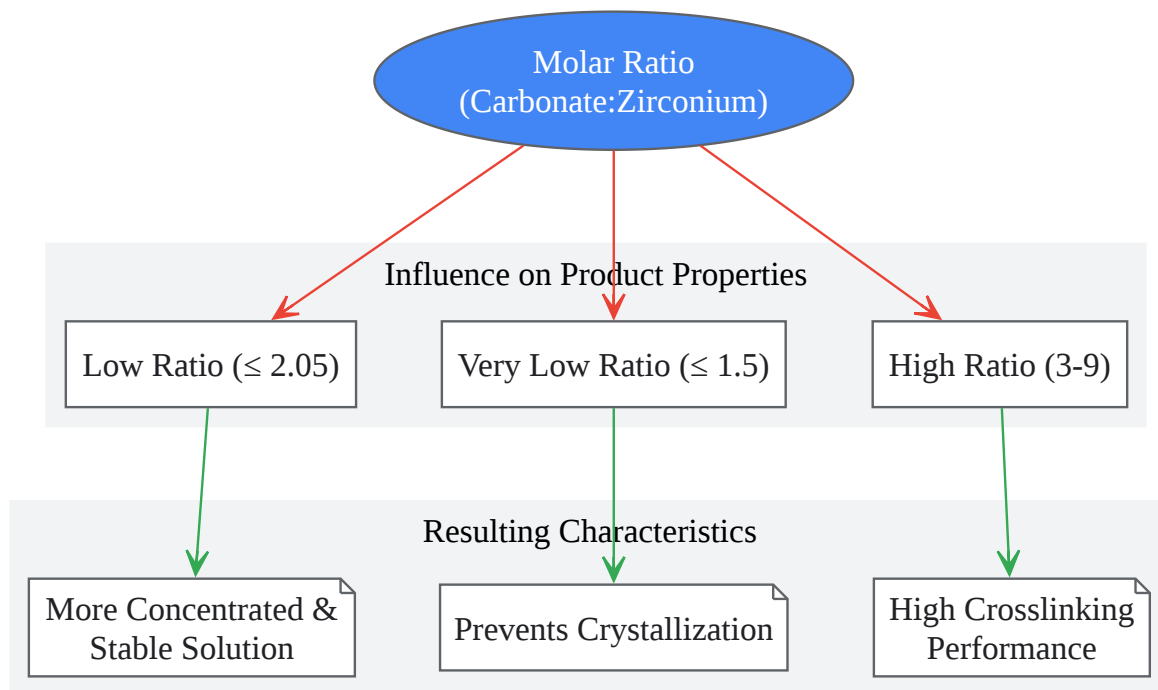 Molar Ratio
(Carbonate:Zirconium)
Influence on Product Properties
Low Ratio (≤ 2.05)
Very Low Ratio (≤ 1.5)
High Ratio (3-9)
Resulting Characteristics
More Concentrated &
Stable Solution
Prevents Crystallization
High Crosslinking
Performance